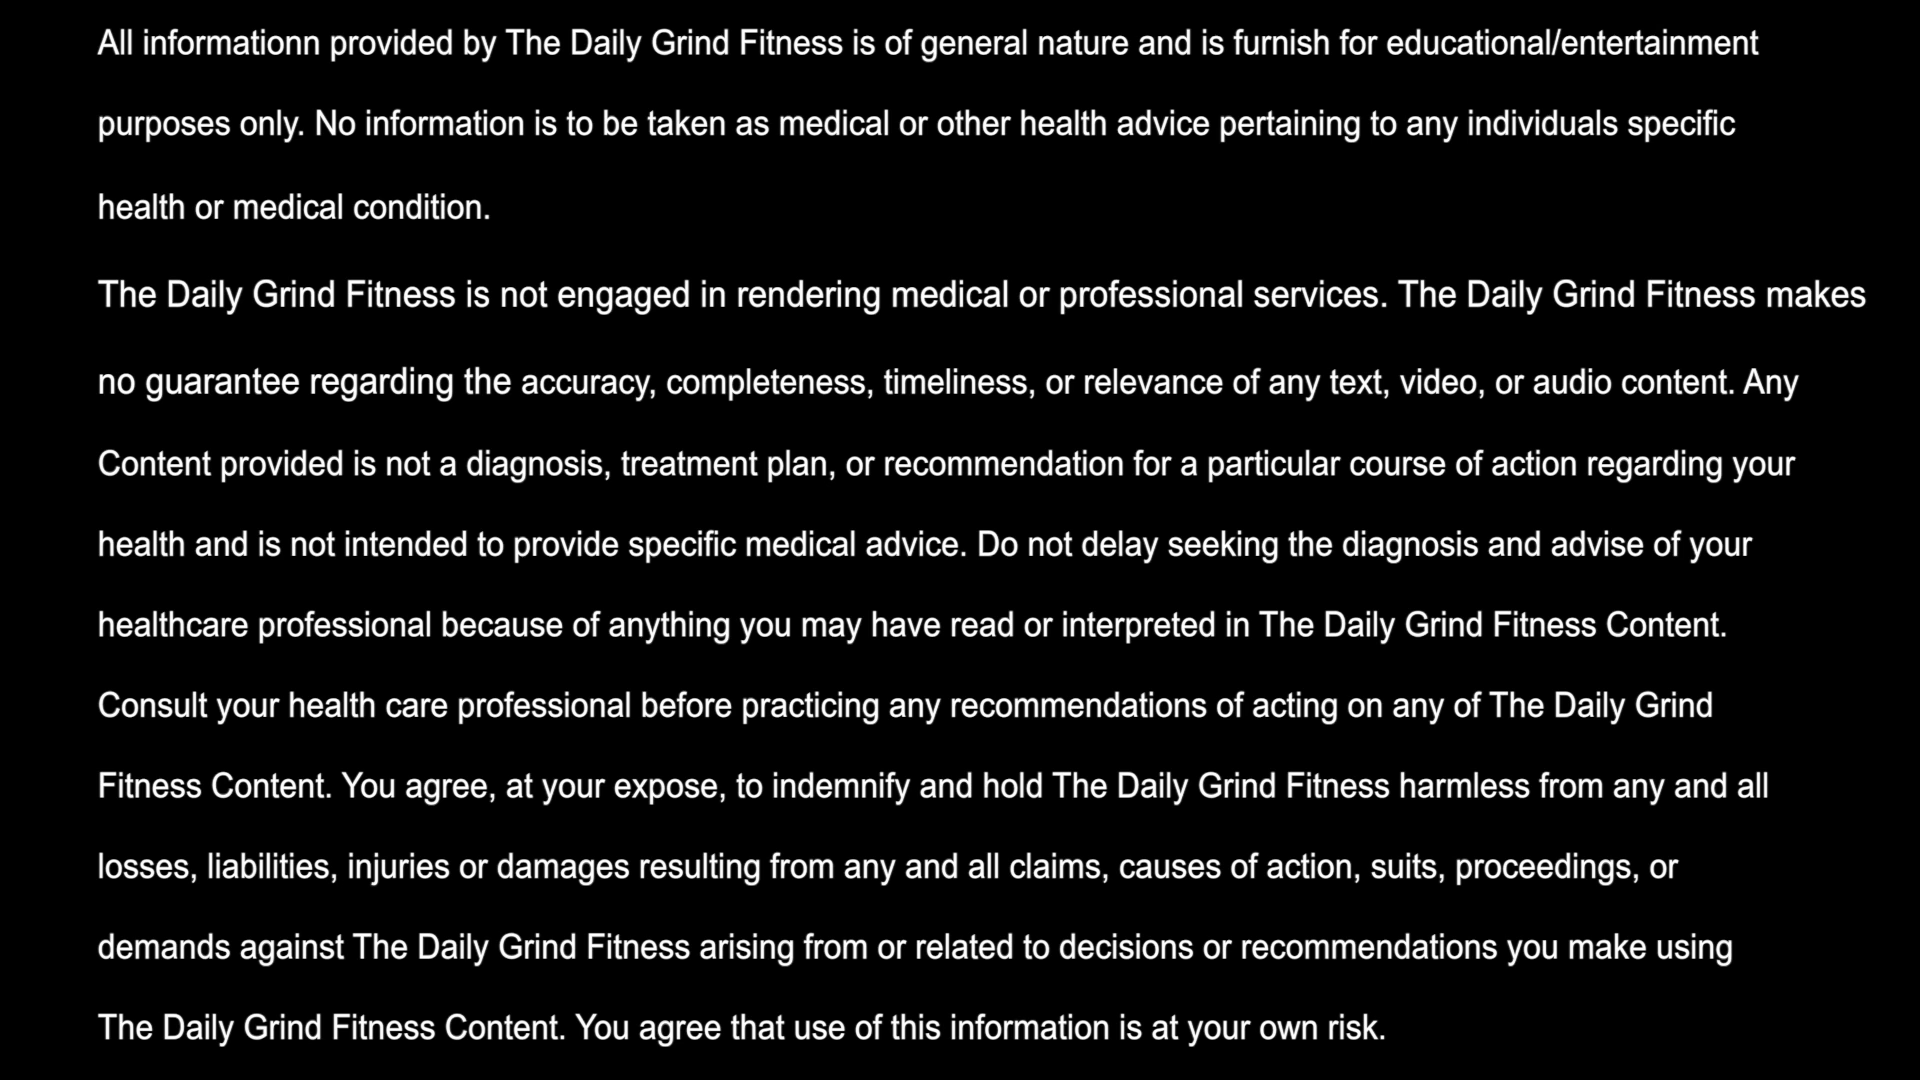 All informationn provided by The Daily Grind Fitness is of general nature and is furnish for educational/entertainment
purposes only. No information is to be taken as medical or other health advice pertaining to any individuals specific
health or medical condition.
The Daily Grind Fitness is not engaged in rendering medical or professional services. The Daily Grind Fitness makes
no guarantee regarding the accuracy, completeness, timeliness, or relevance of any text, video, or audio content. Any
Content provided is not a diagnosis, treatment plan, or recommendation for a particular course of action regarding your
health and is not intended to provide specific medical advice. Do not delay seeking the diagnosis and advise of your
healthcare professional because of anything you may have read or interpreted in The Daily Grind Fitness Content.
Consult your health care professional before practicing any recommendations of acting on any of The Daily Grind
Fitness Content. You agree, at your expose, to indemnify and hold The Daily Grind Fitness harmless from any and all
losses, liabilities, injuries or damages resulting from any and all claims, causes of action, suits, proceedings, or
demands against The Daily Grind Fitness arising from or related to decisions or recommendations you make using
The Daily Grind Fitness Content. You agree that use of this information is at your own risk.